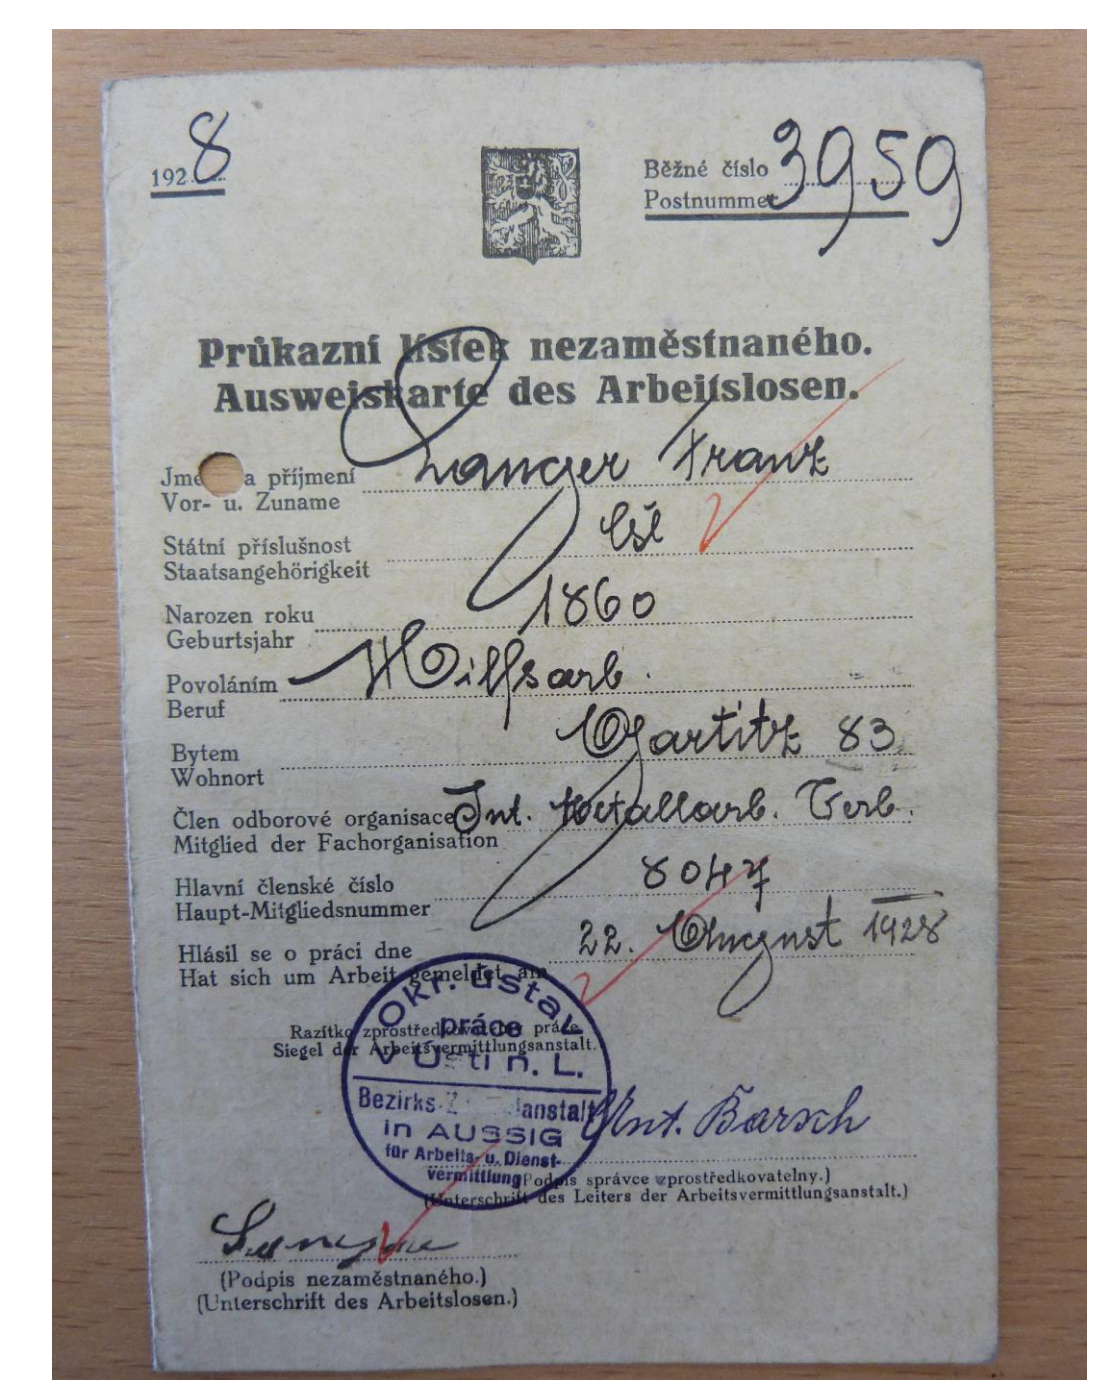 1928
Běžné číslo 3959
Postnummer
Průkazní lístek nezaměstnaného.
Ausweiskarte des Arbeitslosen.
Jmé a příjmení Langer Franz
Vor- u. Zuname
Státní příslušnost čsl
Staatsangehörigkeit
Narozen roku 1860
Geburtsjahr
Povoláním Hilfsarb.
Beruf
Bytem Gartitz 83
Wohnort
Člen odborové organisace Int. Metallarb. Verb.
Mitglied der Fachorganisation
Hlavní členské číslo 8047
Haupt-Mitgliedsnummer
Hlásil se o práci dne 22. August 1928
Hat sich um Arbeit gemeldet am
Okr. ústav
práce
v Ústí n. L.
Bezirks- anstalt
in AUSSIG
für Arbeits- u. Dienst-
vermittlung
Razítko zprostředkovatelny práce.
Siegel der Arbeitsvermittlungsanstalt.
Ant. Barsch
(Podpis správce zprostředkovatelny.)
(Unterschrift des Leiters der Arbeitsvermittlungsanstalt.)
(Podpis nezaměstnaného.)
(Unterschrift des Arbeitslosen.)